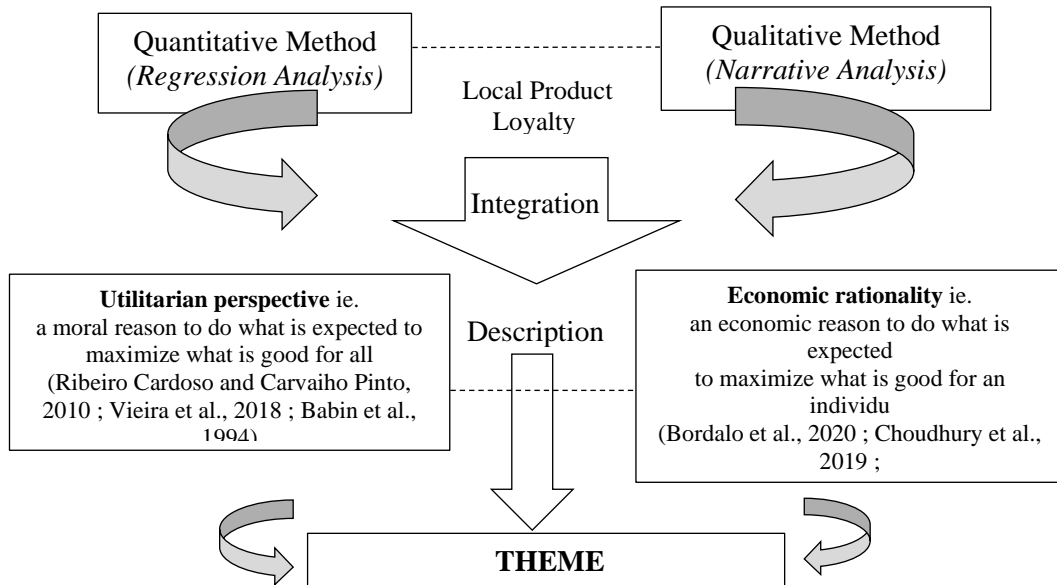 Quantitative Method
(Regression Analysis)
Qualitative Method
(Narrative Analysis)
Local Product
Loyalty
Integration
Utilitarian perspective ie.
a moral reason to do what is expected to
maximize what is good for all
(Ribeiro Cardoso and Carvaiho Pinto,
2010 ; Vieira et al., 2018 ; Babin et al.,
1994)
Description
Economic rationality ie.
an economic reason to do what is
expected
to maximize what is good for an
individu
(Bordalo et al., 2020 ; Choudhury et al.,
2019 ;
THEME